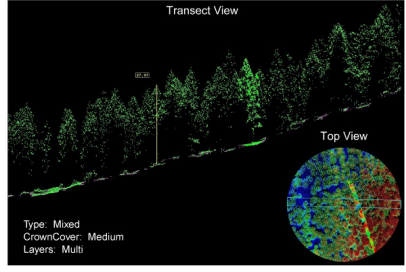 Transect View
Top View
Type: Mixed
CrownCover: Medium
Layers: Multi